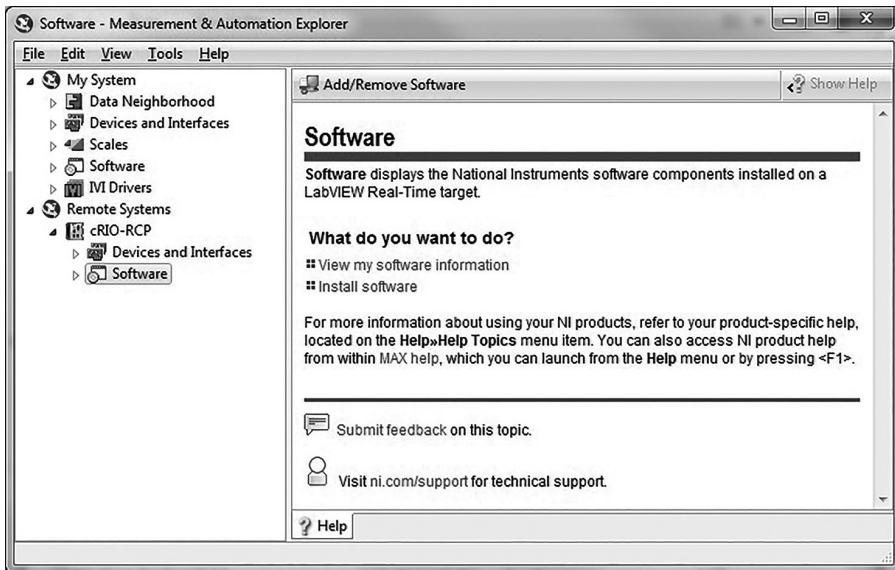 Software - Measurement & Automation Explorer
File Edit View Tools Help
My System
Data Neighborhood
Devices and Interfaces
Scales
Software
IVI Drivers
Remote Systems
cRIO-RCP
Devices and Interfaces
Software
Add/Remove Software
Show Help
Software
Software displays the National Instruments software components installed on a
LabVIEW Real-Time target.
What do you want to do?
View my software information
Install software
For more information about using your NI products, refer to your product-specific help,
located on the Help»Help Topics menu item. You can also access NI product help
from within MAX help, which you can launch from the Help menu or by pressing <F1>.
Submit feedback on this topic.
Visit ni.com/support for technical support.
Help